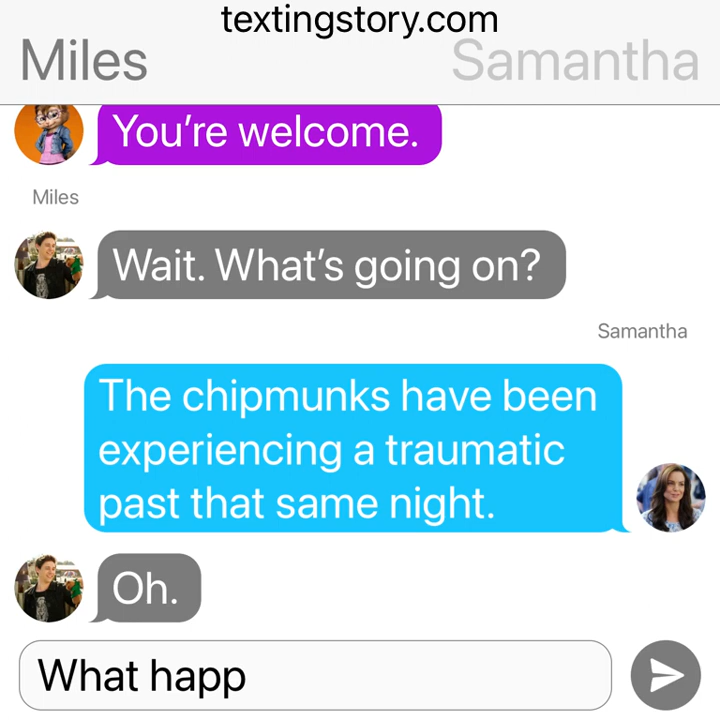 textingstory.com
Miles
Samantha
You’re welcome.
Miles
Wait. What’s going on?
Samantha
The chipmunks have been
experiencing a traumatic
past that same night.
Oh.
What happ